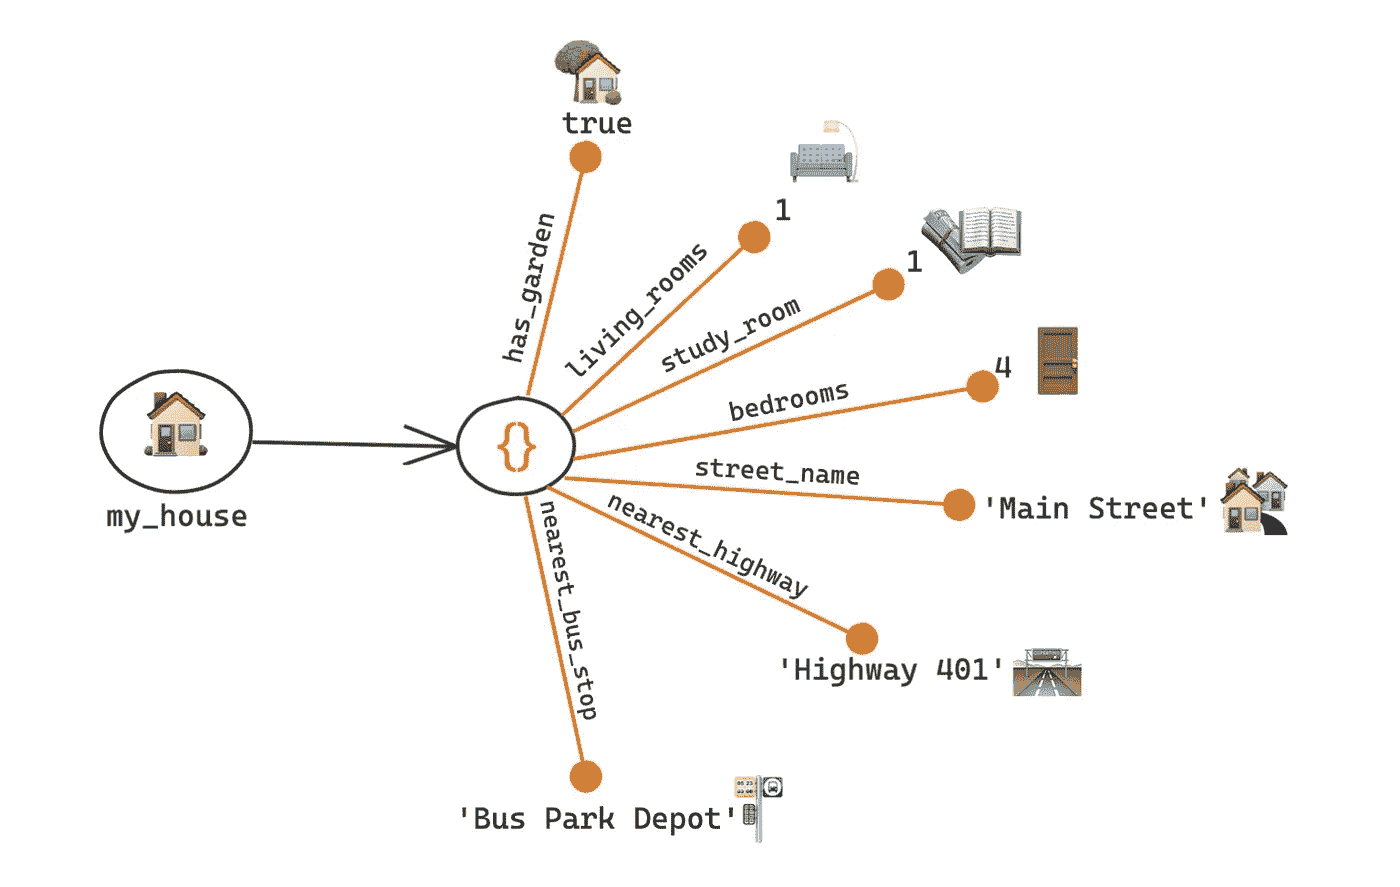 true
has_garden
1
living_rooms
1
study_room
4
bedrooms
my_house
{}
street_name
'Main Street'
nearest_highway
'Highway 401'
nearest_bus_stop
'Bus Park Depot'